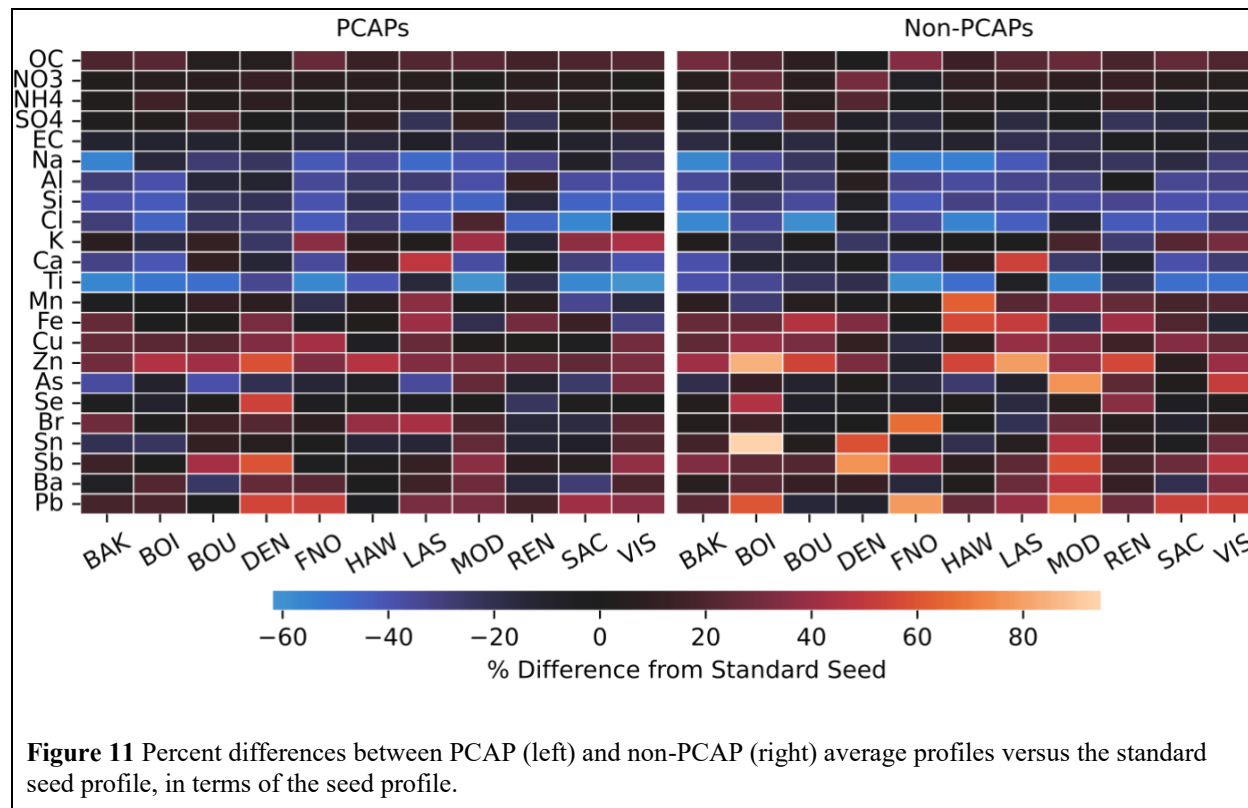 PCAPs
Non-PCAPs
OC
NO3
NH4
SO4
EC
Na
Al
Si
Cl
K
Ca
Ti
Mn
Fe
Cu
Zn
As
Se
Br
Sn
Sb
Ba
Pb
BAK BOI BOU DEN FNO HAW LAS MOD REN SAC VIS
BAK BOI BOU DEN FNO HAW LAS MOD REN SAC VIS
−60 −40 −20 0 20 40 60 80
% Difference from Standard Seed
Figure 11 Percent differences between PCAP (left) and non-PCAP (right) average profiles versus the standard
seed profile, in terms of the seed profile.